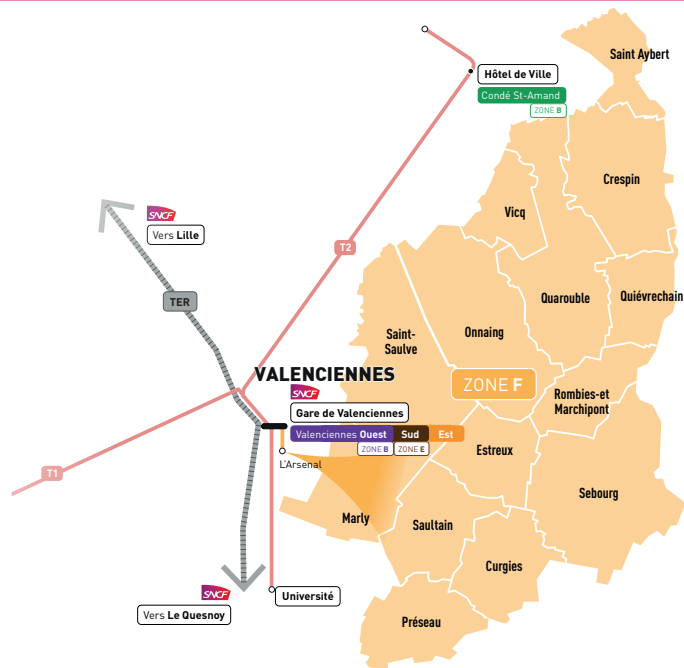 Saint Aybert
Hôtel de Ville
Condé St-Amand
ZONE B
Crespin
SNCF
Vers Lille
Vicq
T2
TER
Quarouble
Quiévrechain
Saint-
Saulve
Onnaing
VALENCIENNES
SNCF
ZONE F
Rombies-et
Marchipont
Gare de Valenciennes
Valenciennes Ouest
Sud
Est
ZONE B
ZONE E
L'Arsenal
Estreux
T1
Sebourg
Marly
Saultain
Curgies
SNCF
Université
Vers Le Quesnoy
Préseau